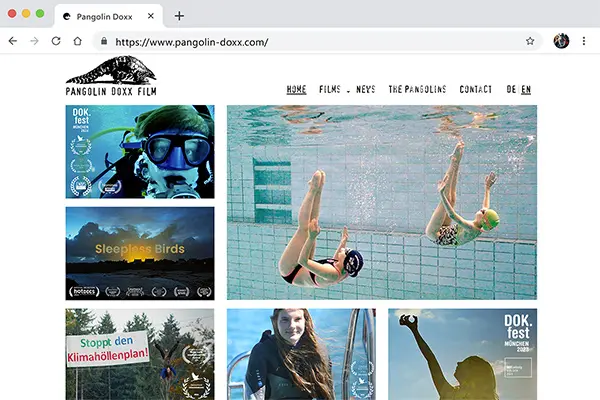 Pangolin Doxx
https://www.pangolin-doxx.com/
PANGOLIN DOXX FILM
HOME FILMS NEWS THE PANGOLINS CONTACT DE EN
DOK.
fest
MÜNCHEN
Sleepless Birds
hotDOCS
Stoppt den
Klimahöllenplan!
DOK.
fest
MÜNCHEN
2023